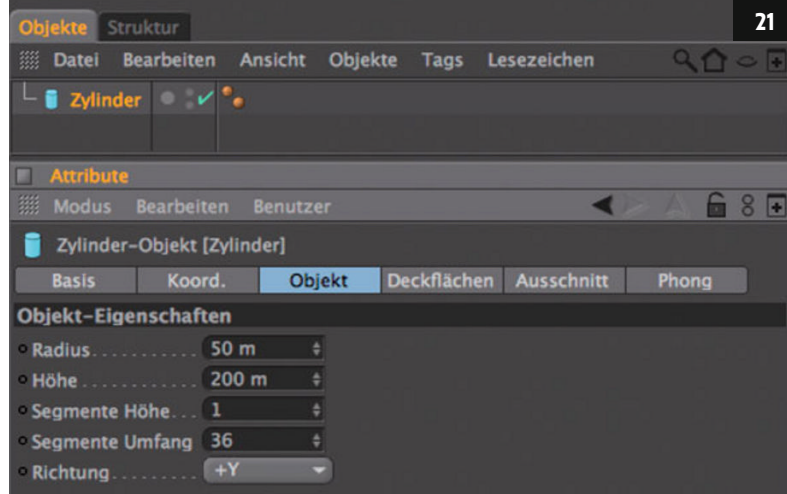 21
Objekte Struktur
Datei Bearbeiten Ansicht Objekte Tags Lesezeichen
Zylinder
Attribute
Modus Bearbeiten Benutzer
Zylinder-Objekt [Zylinder]
Basis Koord. Objekt Deckflächen Ausschnitt Phong
Objekt-Eigenschaften
Radius........... 50 m
Höhe............ 200 m
Segmente Höhe... 1
Segmente Umfang 36
Richtung......... +Y